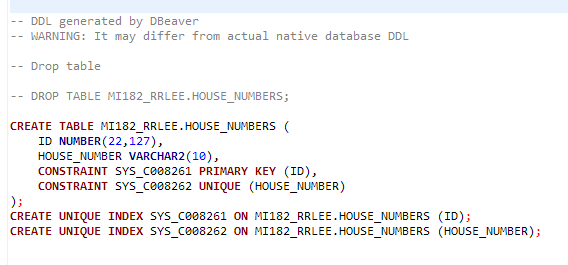 -- DDL generated by DBeaver
-- WARNING: It may differ from actual native database DDL
-- Drop table
-- DROP TABLE MI182_RRLEE.HOUSE_NUMBERS;
CREATE TABLE MI182_RRLEE.HOUSE_NUMBERS (
    ID NUMBER(22,127),
    HOUSE_NUMBER VARCHAR2(10),
    CONSTRAINT SYS_C008261 PRIMARY KEY (ID),
    CONSTRAINT SYS_C008262 UNIQUE (HOUSE_NUMBER)
);
CREATE UNIQUE INDEX SYS_C008261 ON MI182_RRLEE.HOUSE_NUMBERS (ID);
CREATE UNIQUE INDEX SYS_C008262 ON MI182_RRLEE.HOUSE_NUMBERS (HOUSE_NUMBER);